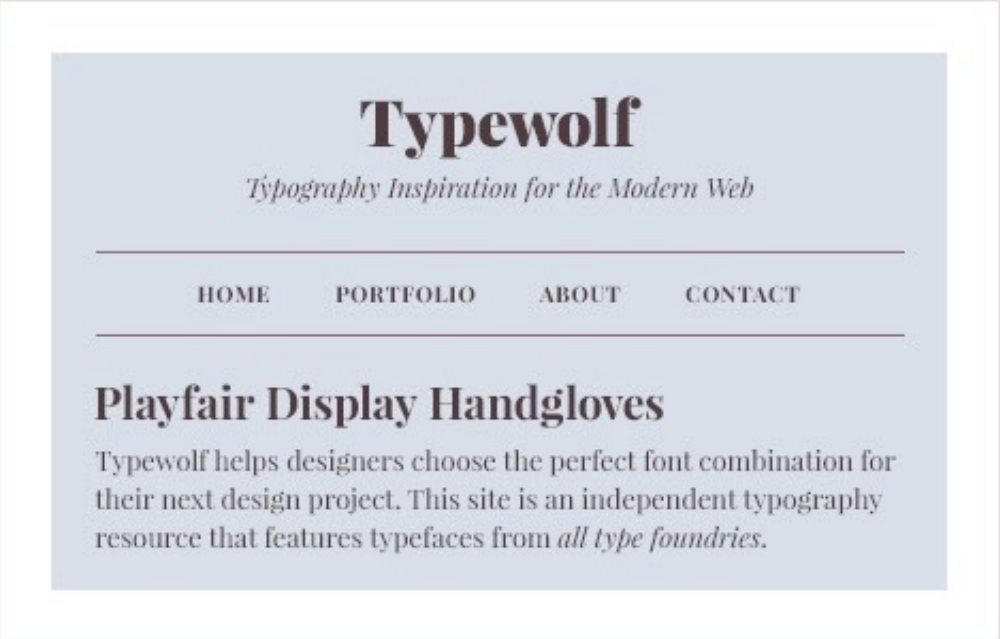 Typewolf
Typography Inspiration for the Modern Web
HOME PORTFOLIO ABOUT CONTACT
Playfair Display Handgloves
Typewolf helps designers choose the perfect font combination for
their next design project. This site is an independent typography
resource that features typefaces from all type foundries.